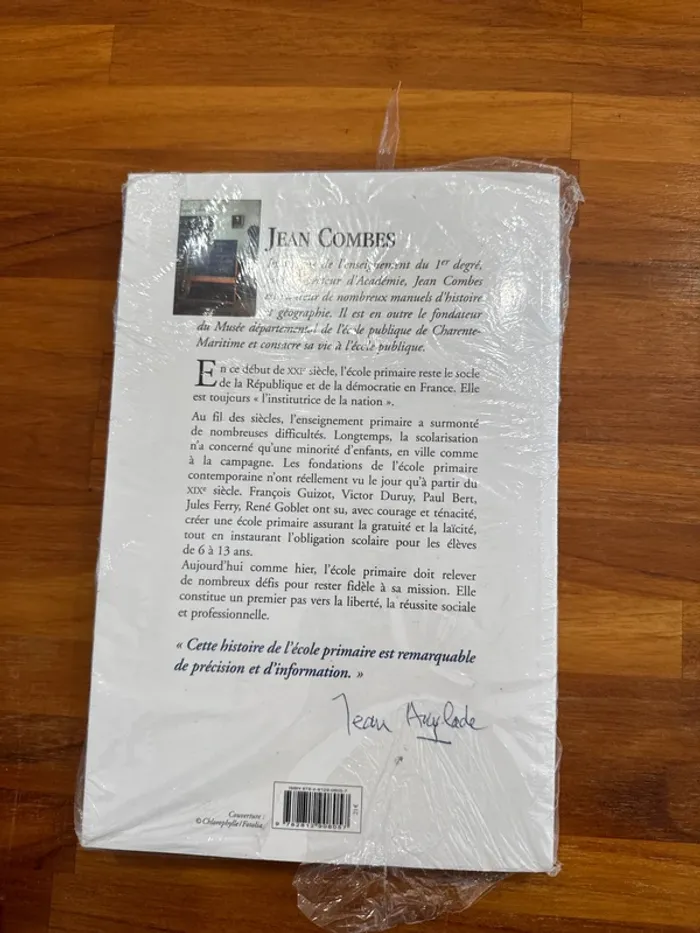 JEAN COMBES
de l'enseignement du 1er degré,
d'Académie, Jean Combes
de nombreux manuels d'histoire
géographie. Il est en outre le fondateur
du Musée départemental de l'école publique de Charente-
Maritime et consacre sa vie à l'école publique.
En ce début de XXIe siècle, l'école primaire reste le socle
de la République et de la démocratie en France. Elle
est toujours « l'institutrice de la nation ».
Au fil des siècles, l'enseignement primaire a surmonté
de nombreuses difficultés. Longtemps, la scolarisation
n'a concerné qu'une minorité d'enfants, en ville comme
à la campagne. Les fondations de l'école primaire
contemporaine n'ont réellement vu le jour qu'à partir du
XIXe siècle. François Guizot, Victor Duruy, Paul Bert,
Jules Ferry, René Goblet ont su, avec courage et ténacité,
créer une école primaire assurant la gratuité et la laïcité,
tout en instaurant l'obligation scolaire pour les élèves
de 6 à 13 ans.
Aujourd'hui comme hier, l'école primaire doit relever
de nombreux défis pour rester fidèle à sa mission. Elle
constitue un premier pas vers la liberté, la réussite sociale
et professionnelle.
« Cette histoire de l'école primaire est remarquable
de précision et d'information. »
Jean Anglade
Couverture :
© Chlorophylle/Fotolia
21 €